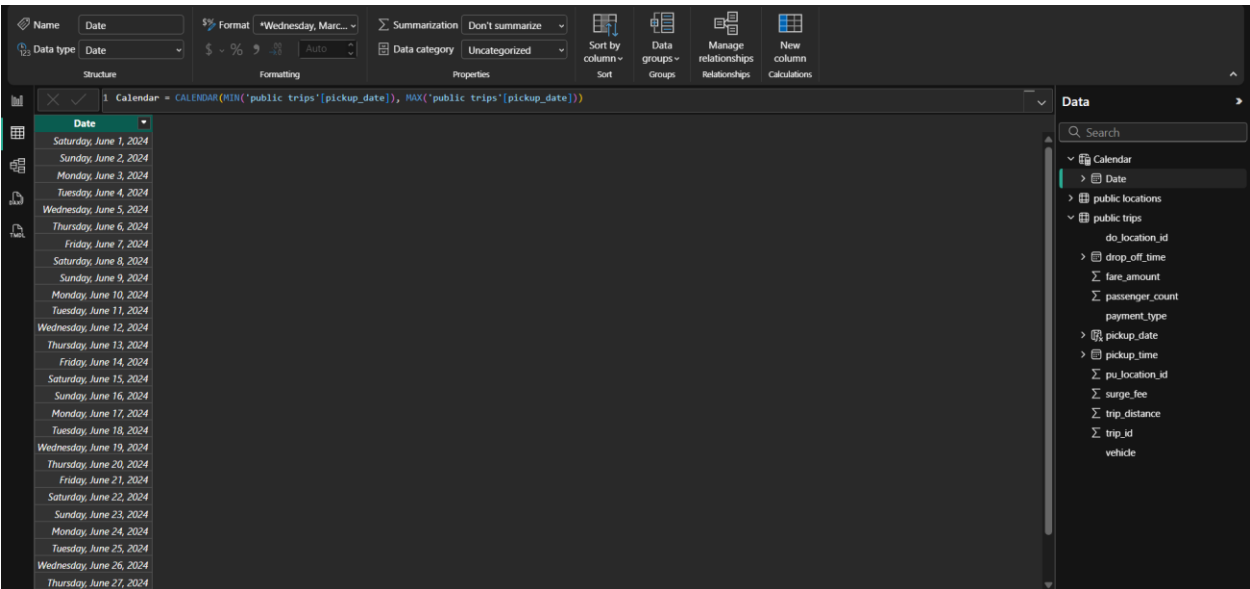 Name Date
Format *Wednesday, Marc...
Summarization Don't summarize
Data type Date
$ % Auto
Data category Uncategorized
Sort by column
Data groups
Manage relationships
New column
Structure
Formatting
Properties
Sort
Groups
Relationships
Calculations
1 Calendar = CALENDAR(MIN('public trips'[pickup_date]), MAX('public trips'[pickup_date]))
Date
Saturday, June 1, 2024
Sunday, June 2, 2024
Monday, June 3, 2024
Tuesday, June 4, 2024
Wednesday, June 5, 2024
Thursday, June 6, 2024
Friday, June 7, 2024
Saturday, June 8, 2024
Sunday, June 9, 2024
Monday, June 10, 2024
Tuesday, June 11, 2024
Wednesday, June 12, 2024
Thursday, June 13, 2024
Friday, June 14, 2024
Saturday, June 15, 2024
Sunday, June 16, 2024
Monday, June 17, 2024
Tuesday, June 18, 2024
Wednesday, June 19, 2024
Thursday, June 20, 2024
Friday, June 21, 2024
Saturday, June 22, 2024
Sunday, June 23, 2024
Monday, June 24, 2024
Tuesday, June 25, 2024
Wednesday, June 26, 2024
Thursday, June 27, 2024
Data
Search
Calendar
Date
public locations
public trips
do_location_id
drop_off_time
fare_amount
passenger_count
payment_type
pickup_date
pickup_time
pu_location_id
surge_fee
trip_distance
trip_id
vehicle